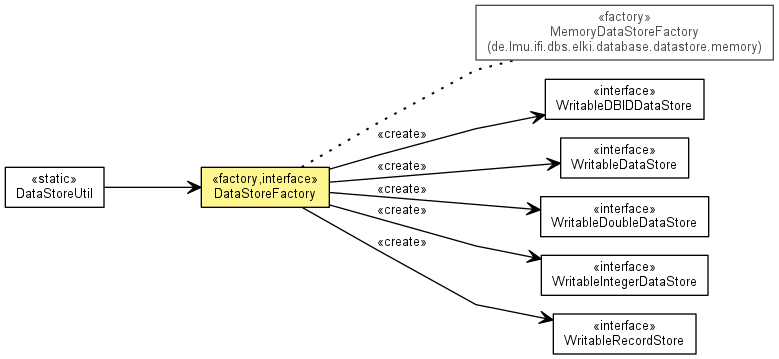 «factory»
MemoryDataStoreFactory
(de.lmu.ifi.dbs.elki.database.datastore.memory)
«interface»
WritableDBIDDataStore
«create»
«interface»
WritableDataStore
«create»
«static»
DataStoreUtil
«factory,interface»
DataStoreFactory
«create»
«interface»
WritableDoubleDataStore
«create»
«create»
«interface»
WritableIntegerDataStore
«interface»
WritableRecordStore